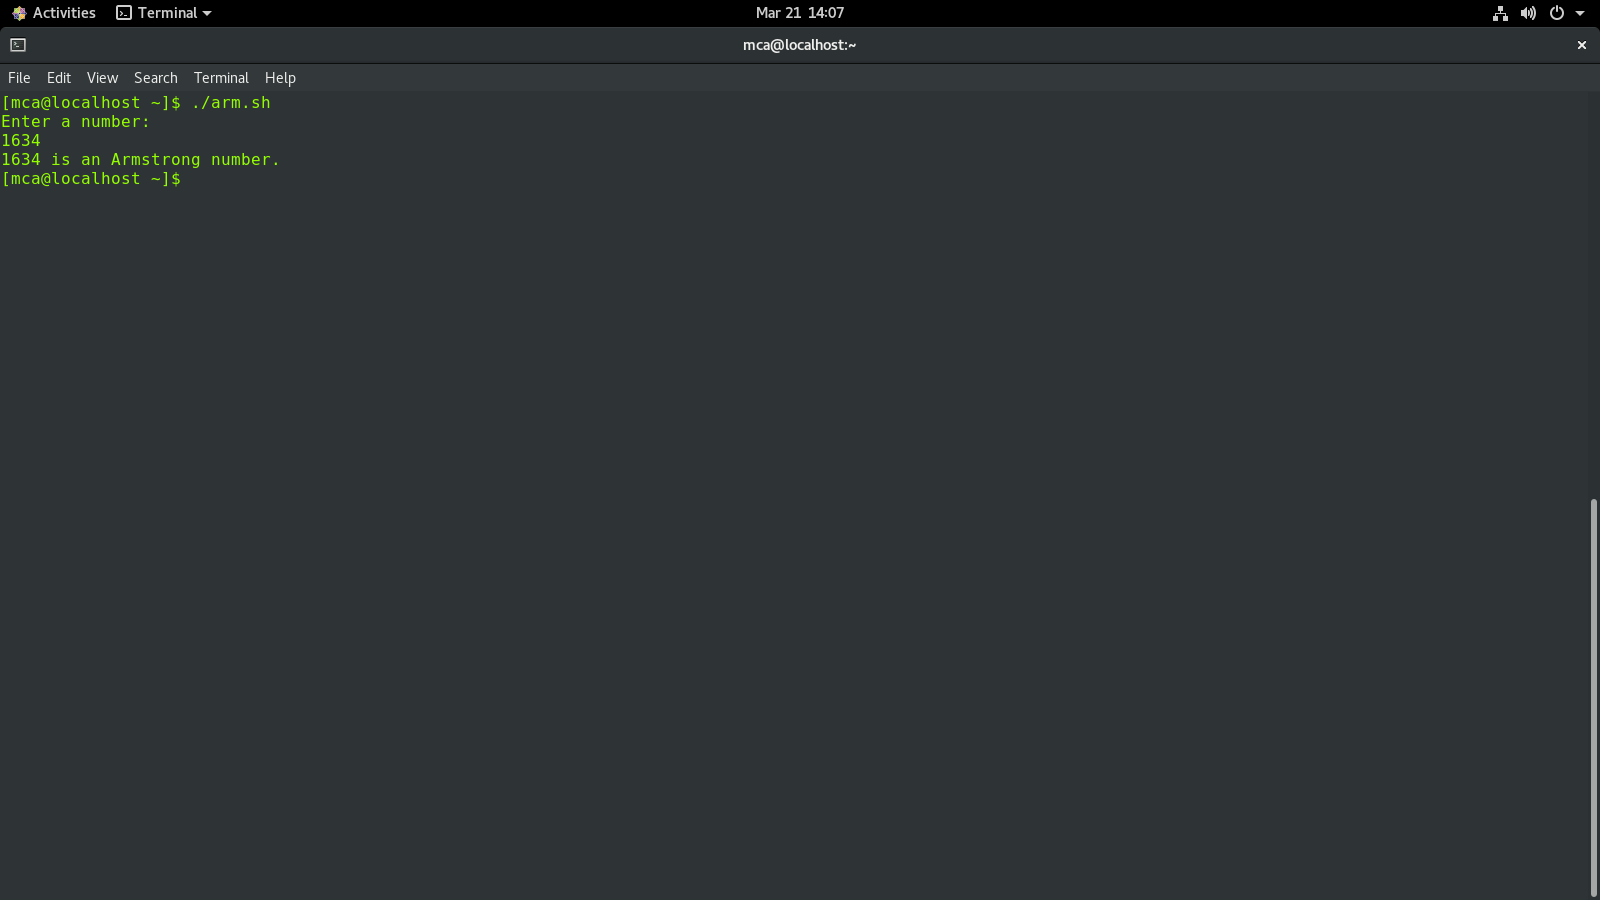 Activities Terminal Mar 21 14:07
mca@localhost:~
File Edit View Search Terminal Help
[mca@localhost ~]$ ./arm.sh
Enter a number:
1634
1634 is an Armstrong number.
[mca@localhost ~]$